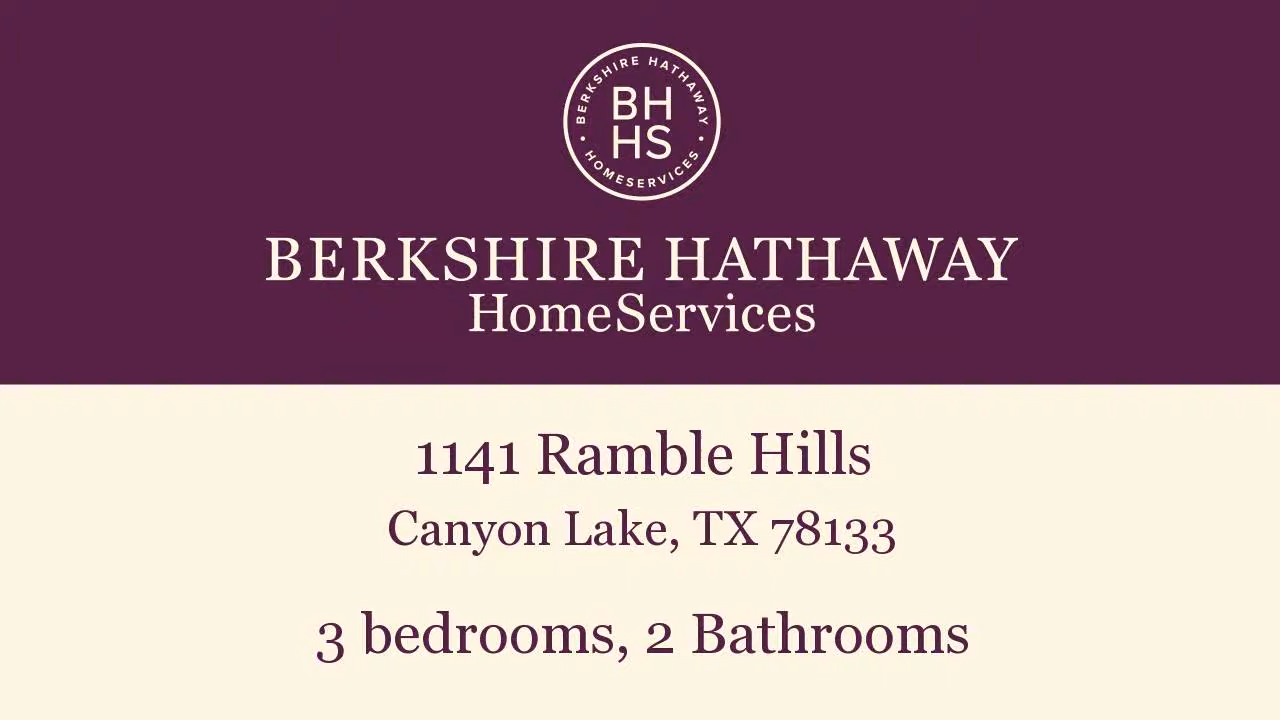 BERKSHIRE HATHAWAY
BH
HS
HOMESERVICES
BERKSHIRE HATHAWAY
HomeServices
1141 Ramble Hills
Canyon Lake, TX 78133
3 bedrooms, 2 Bathrooms